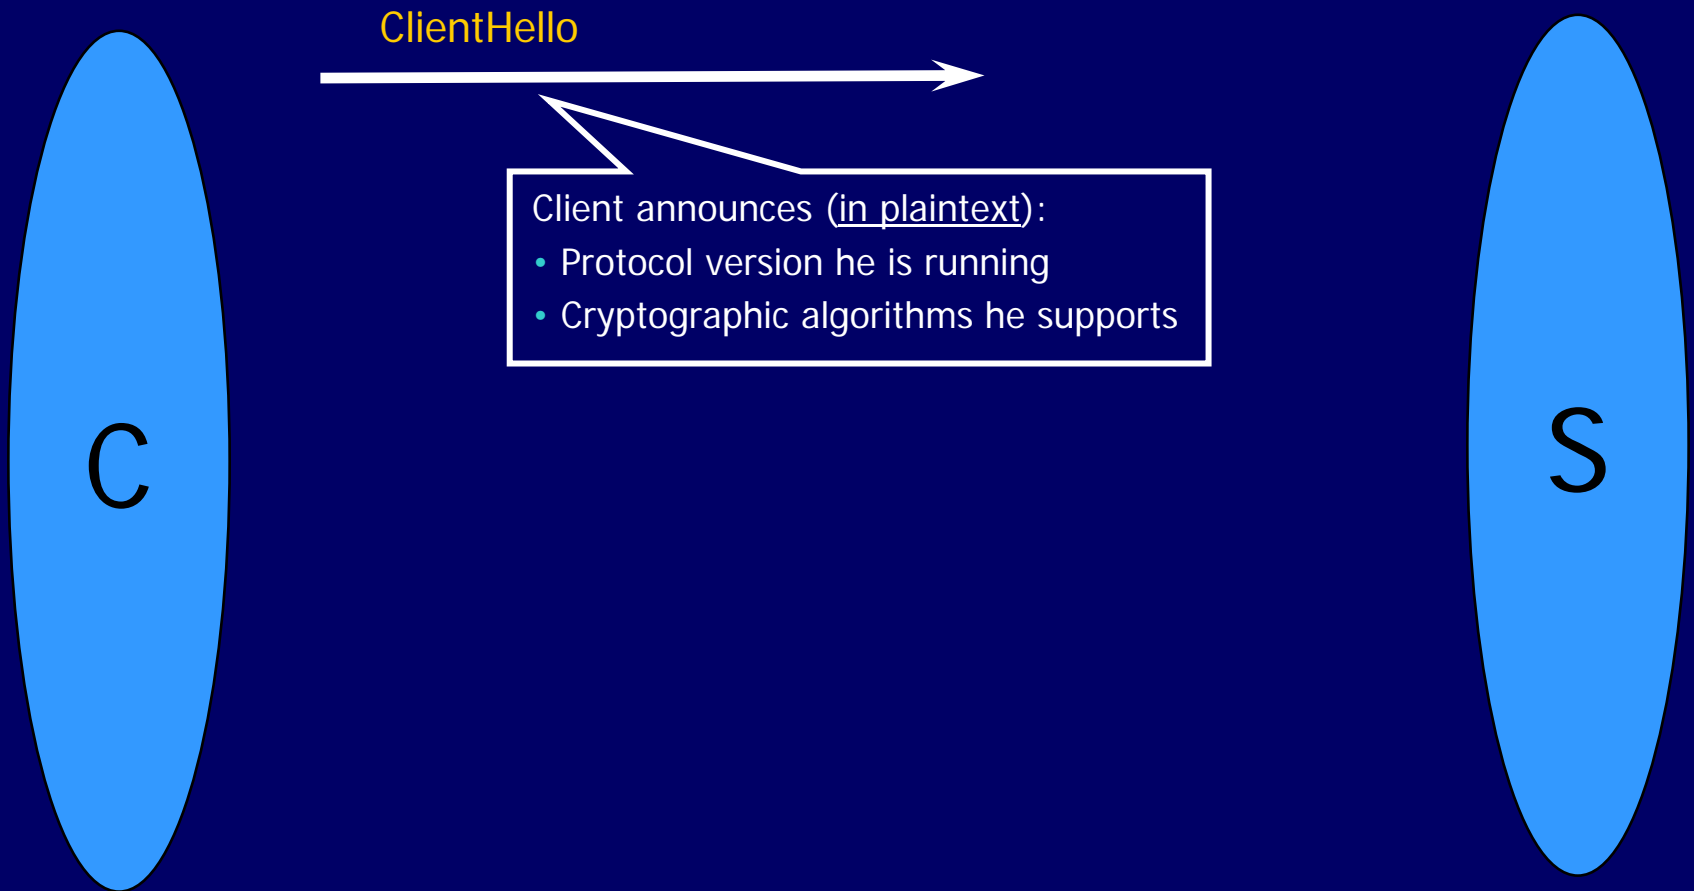 ClientHello
Client announces (in plaintext):
• Protocol version he is running
• Cryptographic algorithms he supports
C
S